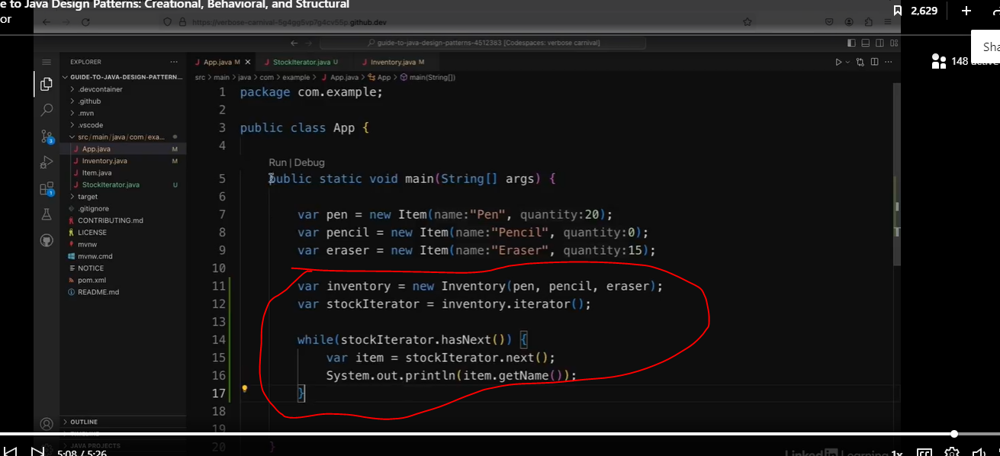 e to Java Design Patterns: Creational, Behavioral, and Structural
or
2,629
https://verbose-carnival-5g4gg5vp7g4cv55p.github.dev
guide-to-java-design-patterns-4512383 [Codespaces: verbose carnival]
Sha
148 active
EXPLORER
GUIDE-TO-JAVA-DESIGN-PATTERN...
.devcontainer
.github
.mvn
.vscode
src/main/java/com/exa...
App.java M
Inventory.java M
Item.java
StockIterator.java U
target
.gitignore
CONTRIBUTING.md
LICENSE
mvnw
mvnw.cmd
NOTICE
pom.xml
README.md
OUTLINE
TIMELINE
JAVA PROJECTS
3
1
App.java M
StockIterator.java U
Inventory.java M
src > main > java > com > example > App.java > App > main(String[])
1 package com.example;
2
3 public class App {
4
Run | Debug
5 public static void main(String[] args) {
6
7 var pen = new Item(name:"Pen", quantity:20);
8 var pencil = new Item(name:"Pencil", quantity:0);
9 var eraser = new Item(name:"Eraser", quantity:15);
10
11 var inventory = new Inventory(pen, pencil, eraser);
12 var stockIterator = inventory.iterator();
13
14 while(stockIterator.hasNext()) {
15 var item = stockIterator.next();
16 System.out.println(item.getName());
17 }
18
19
20 }
5:08 / 5:26
LinkedIn Learning
1x
CC